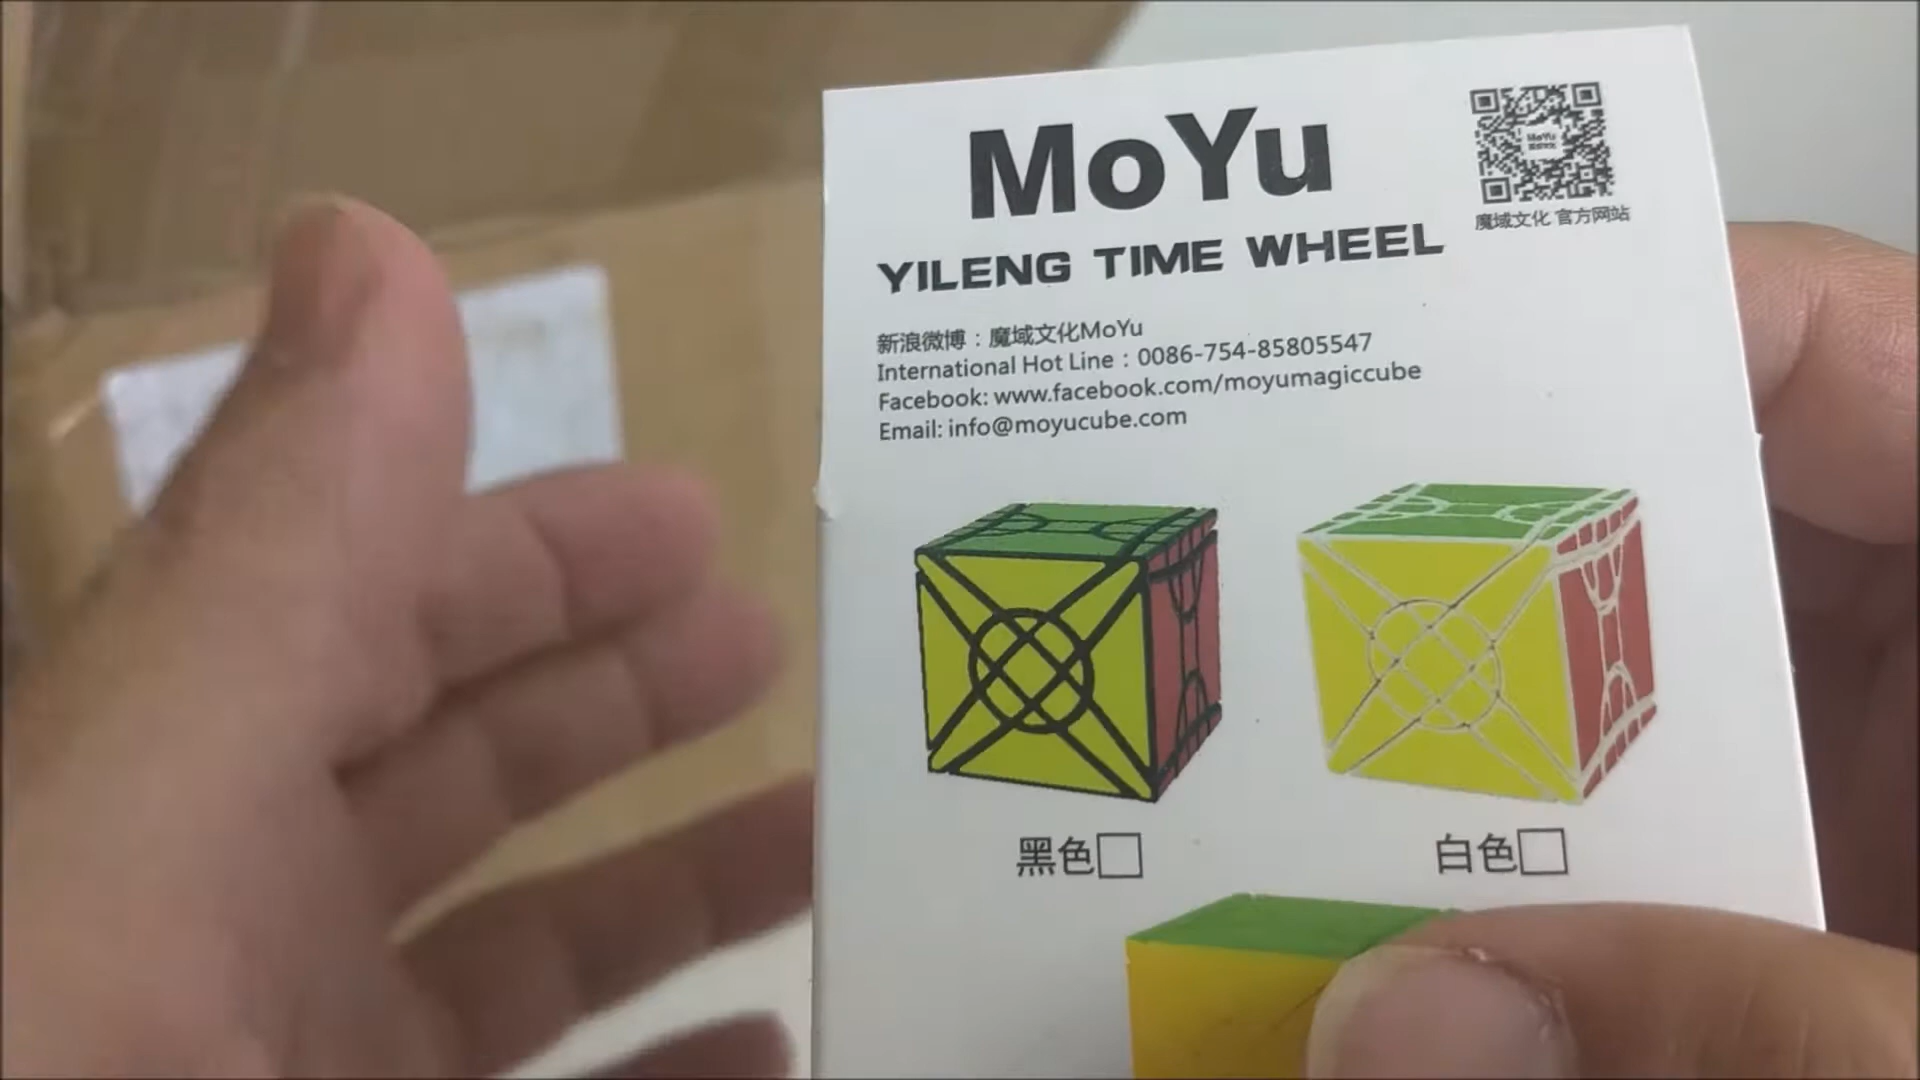 MoYu
YILENG TIME WHEEL
魔域文化 官方网站
新浪微博：魔域文化MoYu
International Hot Line：0086-754-85805547
Facebook: www.facebook.com/moyumagiccube
Email: info@moyucube.com
黑色
白色